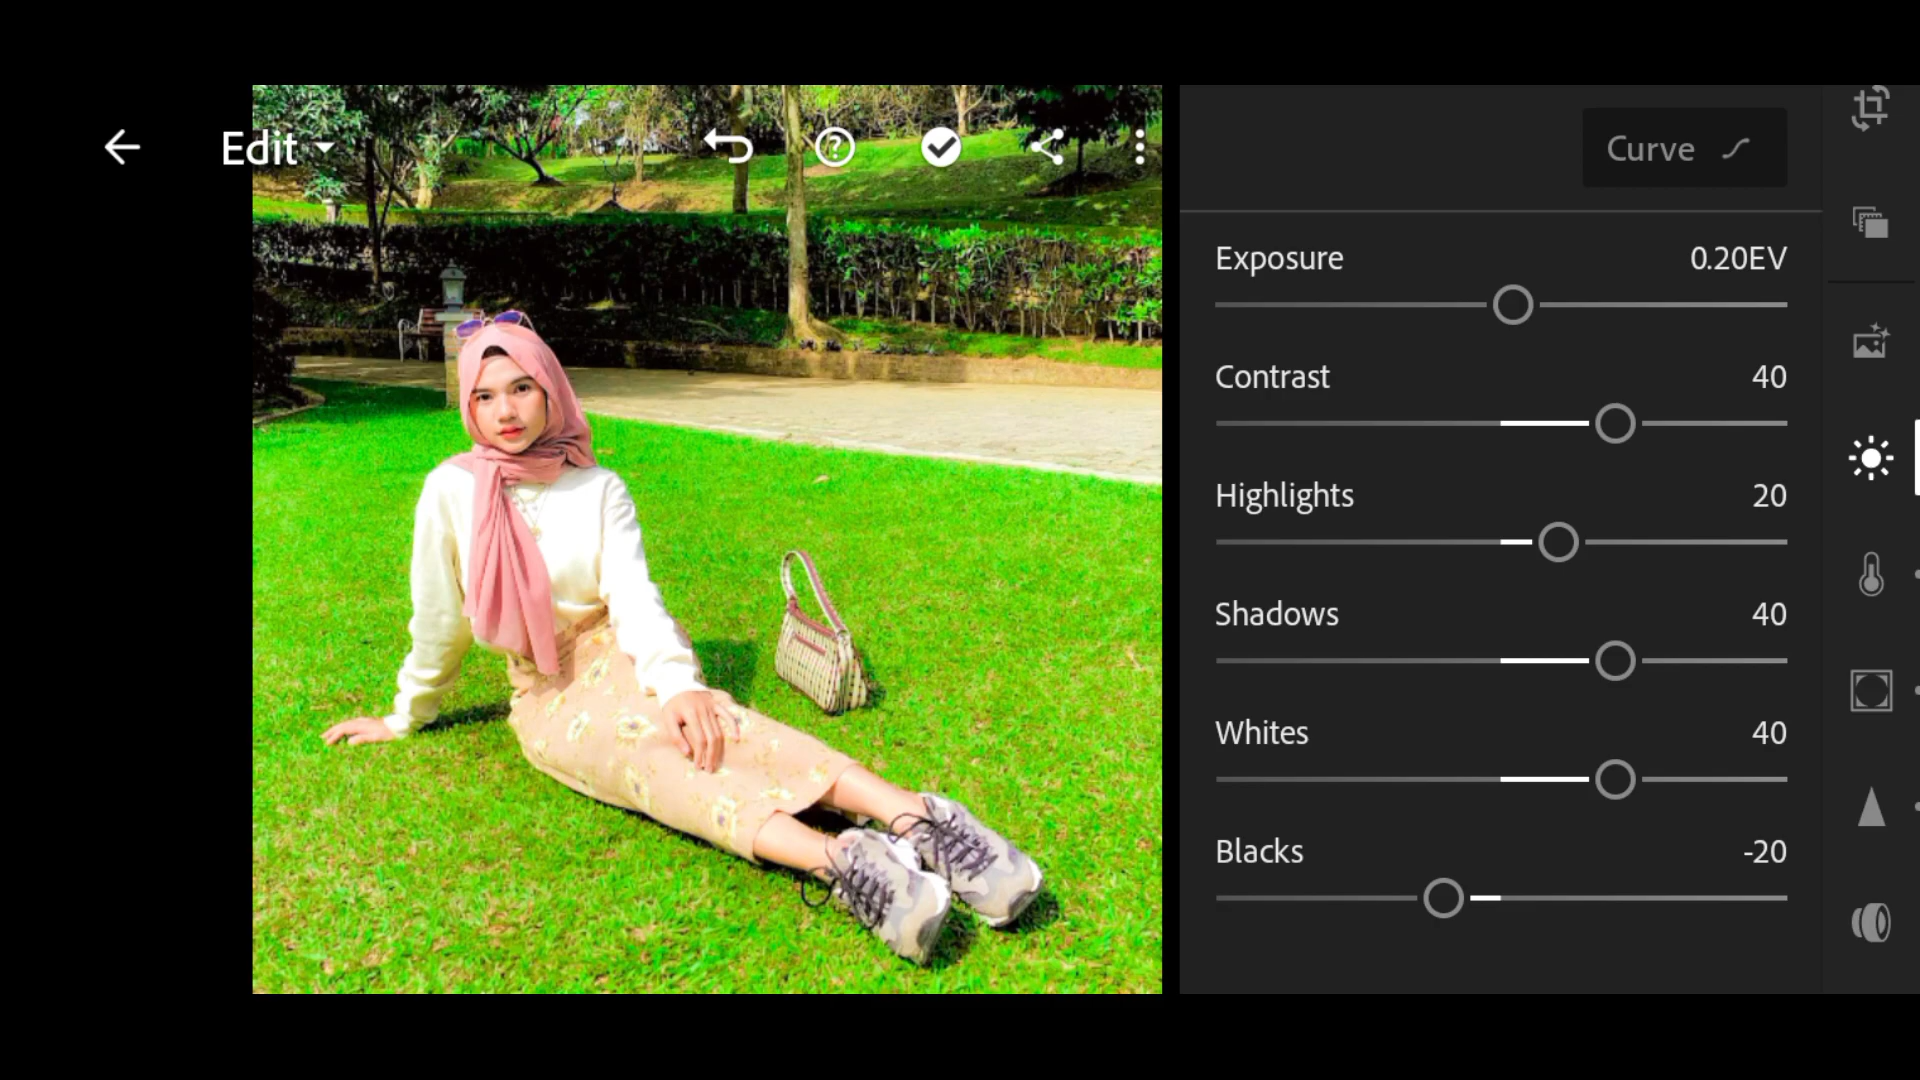 Edit
Curve
Exposure 0.20EV
Contrast 40
Highlights 20
Shadows 40
Whites 40
Blacks -20